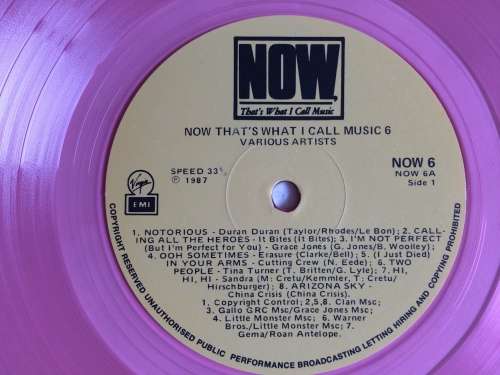 NOW
That's What I Call Music
NOW THAT'S WHAT I CALL MUSIC 6
VARIOUS ARTISTS
SPEED 33⅓
℗ 1987
NOW 6
NOW 6A
Side 1
Virgin
EMI
1. NOTORIOUS - Duran Duran (Taylor/Rhodes/Le Bon); 2. CALL-
ING ALL THE HEROES - It Bites (It Bites); 3. I'M NOT PERFECT
(But I'm Perfect for You) - Grace Jones (G. Jones/B. Woolley)
4. OOH SOMETIMES - Erasure (Clarke/Bell); 5. (I Just Died)
IN YOUR ARMS - Cutting Crew (N. Eede); 6. TWO
PEOPLE - Tina Turner (T. Britten/G. Lyle); 7. HI,
HI, HI - Sandra (M: Cretu/Kemmler, T: Cretu/
Hirschburger); 8. ARIZONA SKY -
China Crisis (China Crisis).
1. Copyright Control; 2,5,8. Clan Msc;
3. Gallo GRC Msc/Grace Jones Msc;
4. Little Monster Msc; 6. Warner
Bros./Little Monster Msc; 7.
Gema/Roan Antelope.
COPYRIGHT RESERVED UNAUTHORISED PUBLIC PERFORMANCE BROADCASTING LETTING HIRING AND COPYING PROHIBITED